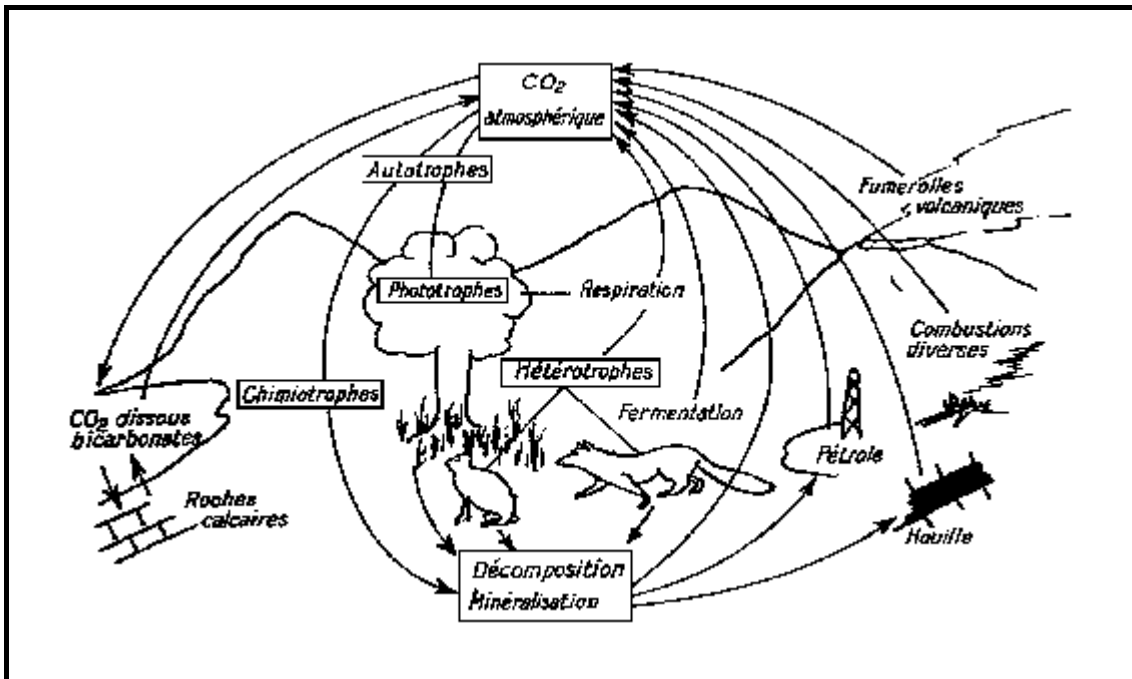 CO₂
atmosphérique
Autotrophes
Fumerolles
volcaniques
Phototrophes
Respiration
Combustions
diverses
Hétérotrophes
Chimiotrophes
Fermentation
CO₂ dissous
bicarbonates
Pétrole
Roches
calcaires
Houille
Décomposition
Minéralisation